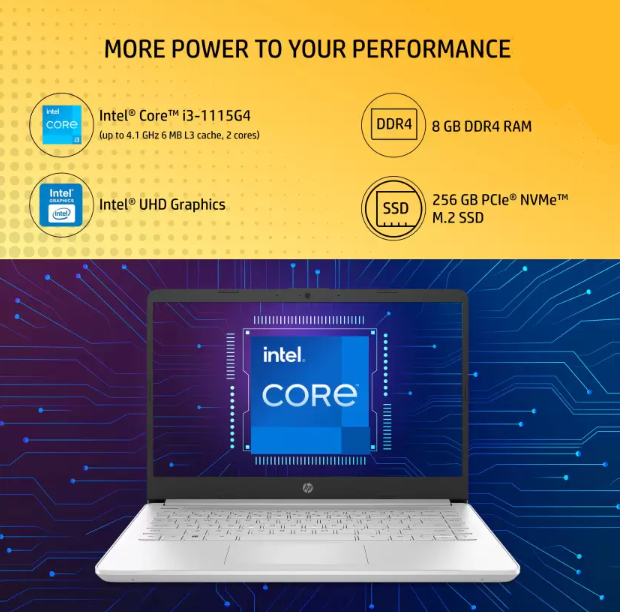 MORE POWER TO YOUR PERFORMANCE
intel
CORE
i3
Intel® Core™ i3-1115G4
(up to 4.1 GHz 6 MB L3 cache, 2 cores)
DDR4
8 GB DDR4 RAM
Intel®
GRAPHICS
intel
Intel® UHD Graphics
SSD
256 GB PCIe® NVMe™
M.2 SSD
intel.
CORE™
hp